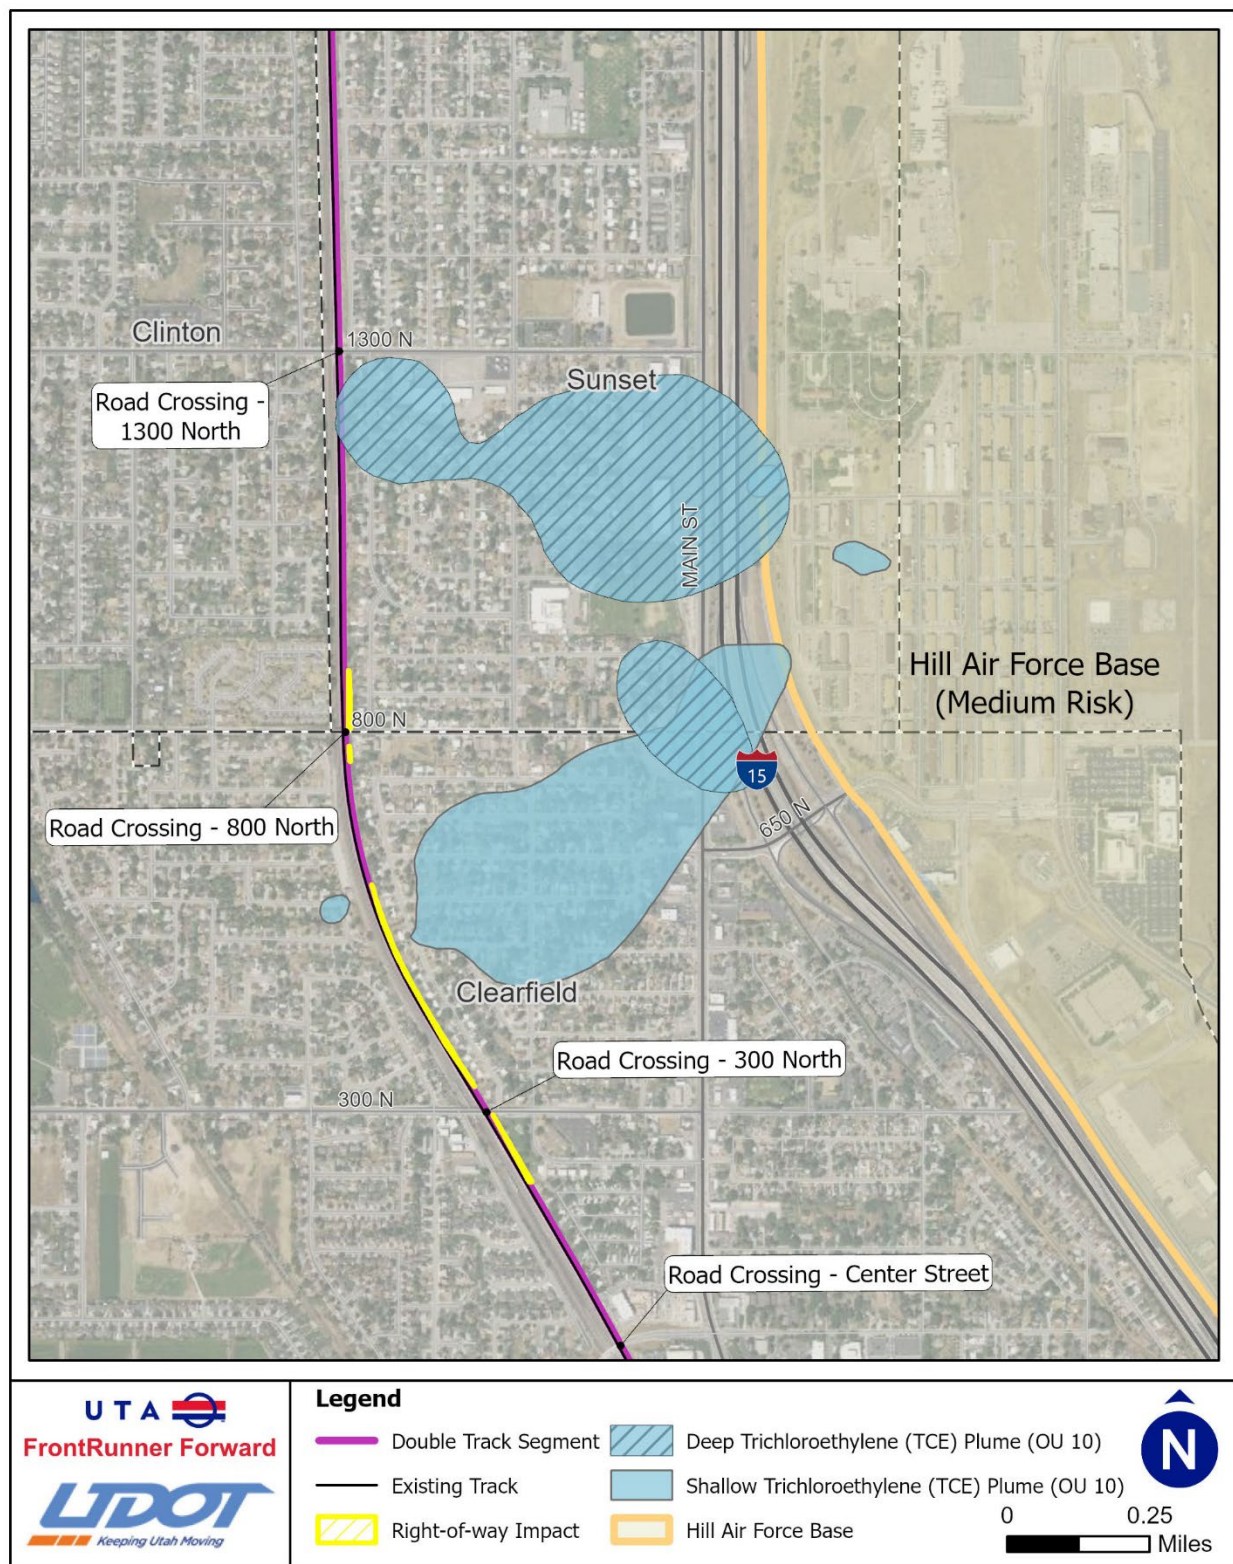 Clinton
1300 N
Sunset
Road Crossing -
1300 North
MAIN ST
Hill Air Force Base
(Medium Risk)
800 N
15
Road Crossing - 800 North
650 N
Clearfield
Road Crossing - 300 North
300 N
Road Crossing - Center Street
UTA
FrontRunner Forward
UDOT
Keeping Utah Moving
Legend
Double Track Segment
Existing Track
Right-of-way Impact
Deep Trichloroethylene (TCE) Plume (OU 10)
Shallow Trichloroethylene (TCE) Plume (OU 10)
Hill Air Force Base
N
0 0.25
Miles